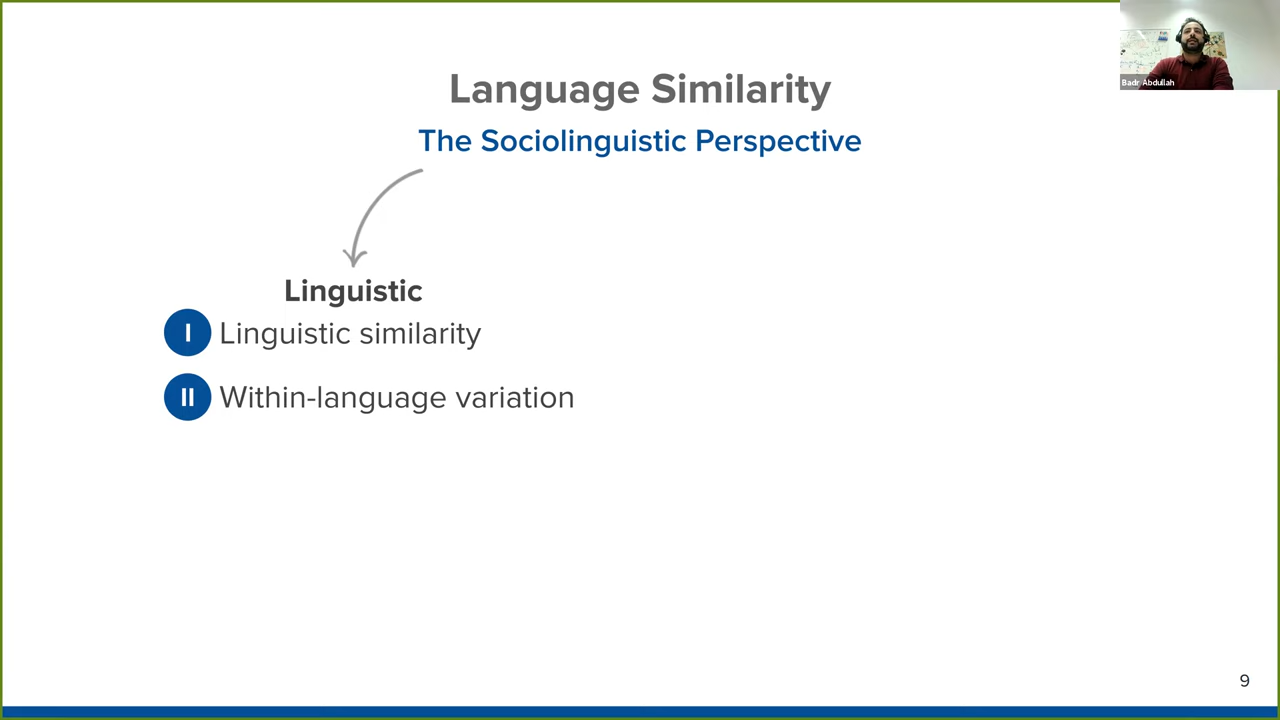 Language Similarity
The Sociolinguistic Perspective
Linguistic
I Linguistic similarity
II Within-language variation
Badr Abdullah
9